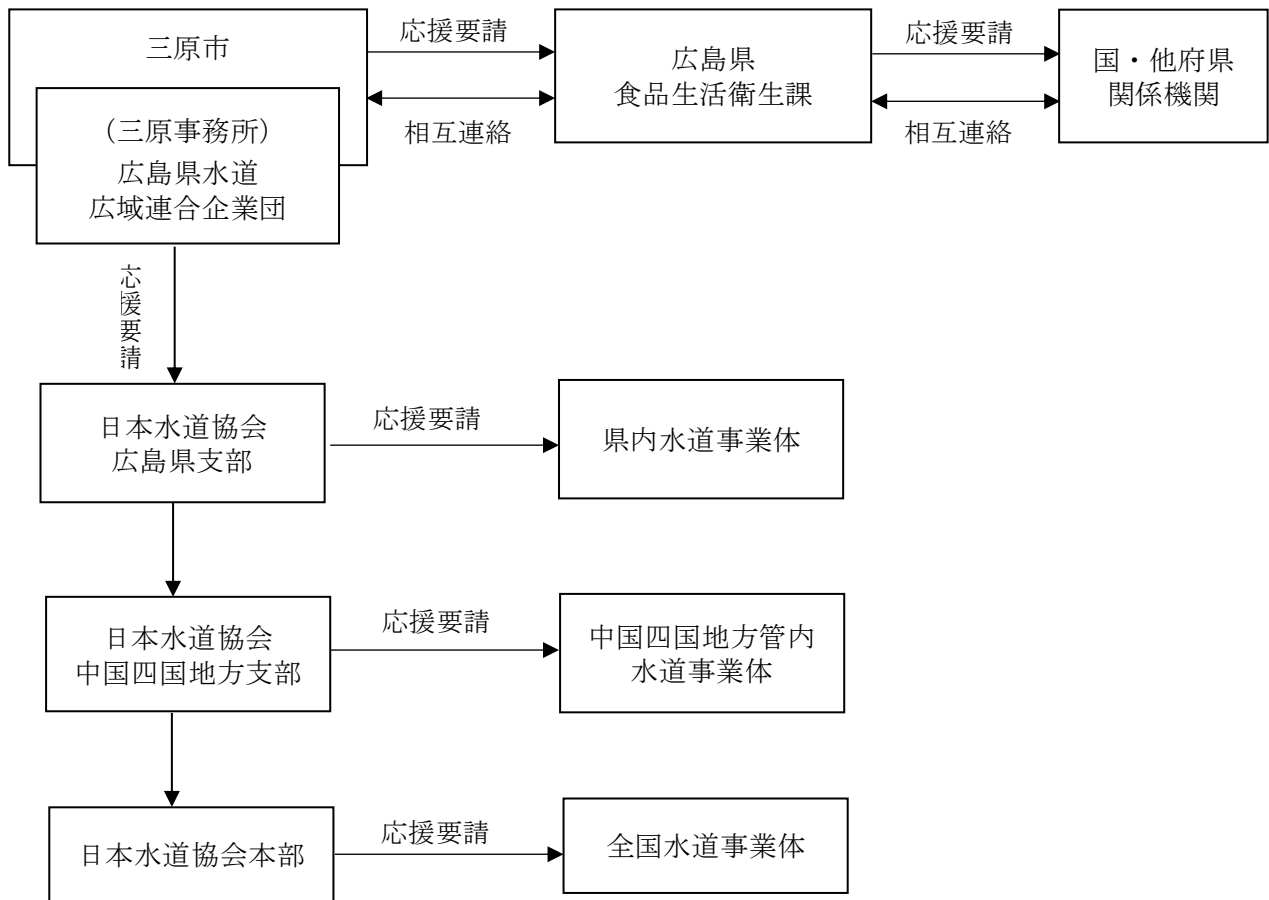 三原市
応援要請
広島県
食品生活衛生課
応援要請
国・他府県
関係機関
相互連絡
相互連絡
（三原事務所）
広島県水道
広域連合企業団
応援要請
日本水道協会
広島県支部
応援要請
県内水道事業体
日本水道協会
中国四国地方支部
応援要請
中国四国地方管内
水道事業体
日本水道協会本部
応援要請
全国水道事業体